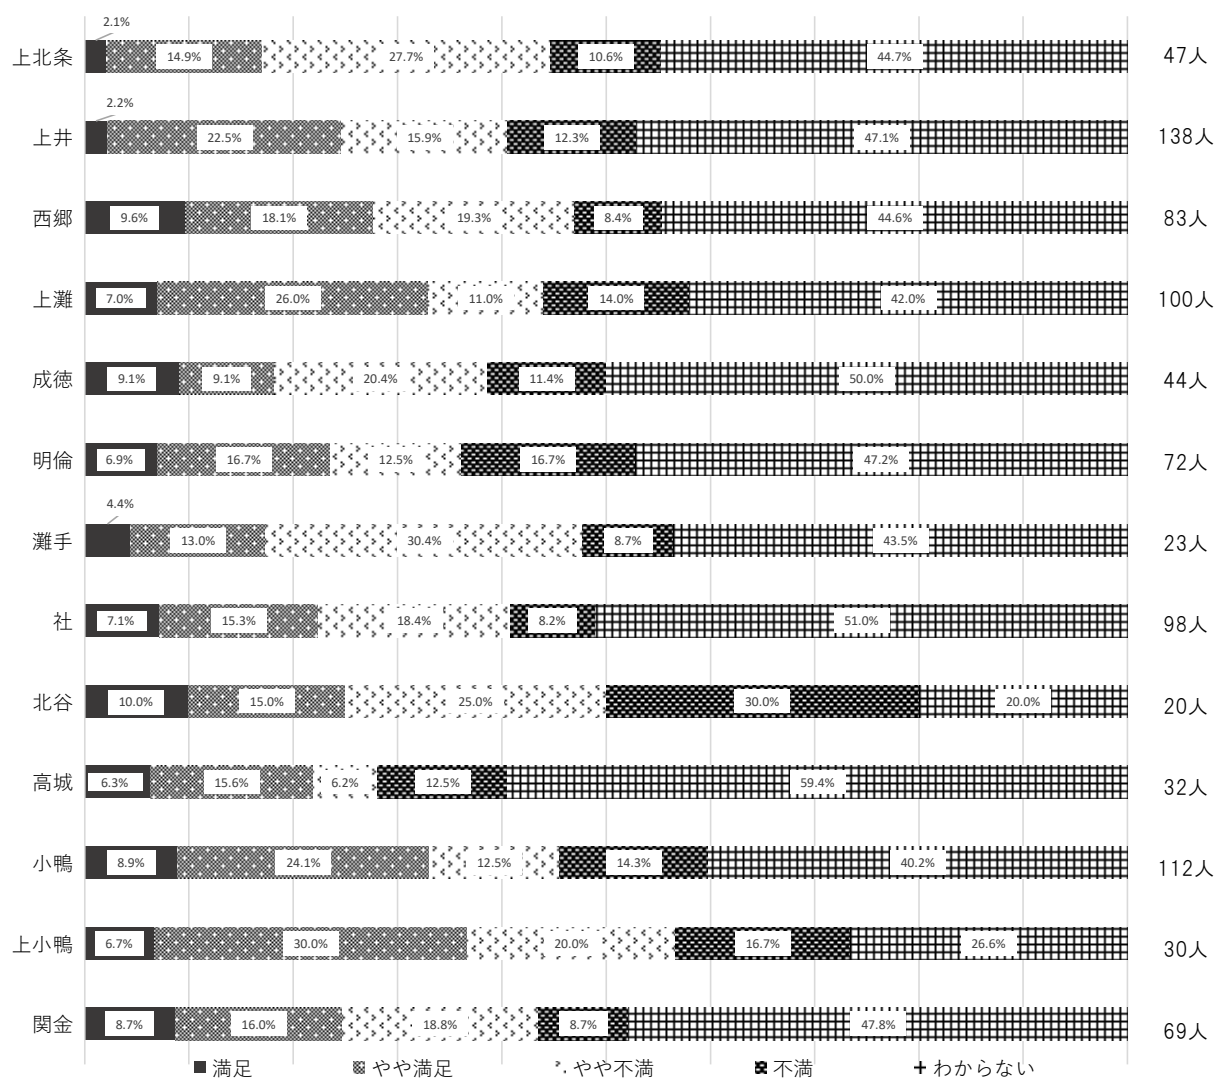 2.1%
上北条 14.9% 27.7% 10.6% 44.7% 47人
2.2%
上井 22.5% 15.9% 12.3% 47.1% 138人
西郷 9.6% 18.1% 19.3% 8.4% 44.6% 83人
上灘 7.0% 26.0% 11.0% 14.0% 42.0% 100人
成徳 9.1% 9.1% 20.4% 11.4% 50.0% 44人
明倫 6.9% 16.7% 12.5% 16.7% 47.2% 72人
4.4%
灘手 13.0% 30.4% 8.7% 43.5% 23人
社 7.1% 15.3% 18.4% 8.2% 51.0% 98人
北谷 10.0% 15.0% 25.0% 30.0% 20.0% 20人
高城 6.3% 15.6% 6.2% 12.5% 59.4% 32人
小鴨 8.9% 24.1% 12.5% 14.3% 40.2% 112人
上小鴨 6.7% 30.0% 20.0% 16.7% 26.6% 30人
関金 8.7% 16.0% 18.8% 8.7% 47.8% 69人
満足 やや満足 やや不満 不満 わからない